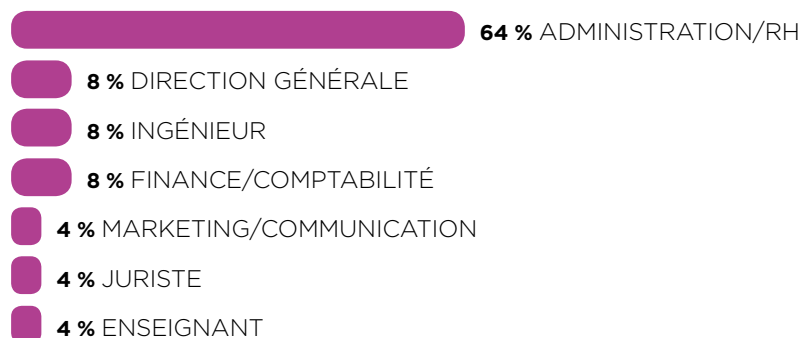 64 % ADMINISTRATION/RH
8 % DIRECTION GÉNÉRALE
8 % INGÉNIEUR
8 % FINANCE/COMPTABILITÉ
4 % MARKETING/COMMUNICATION
4 % JURISTE
4 % ENSEIGNANT